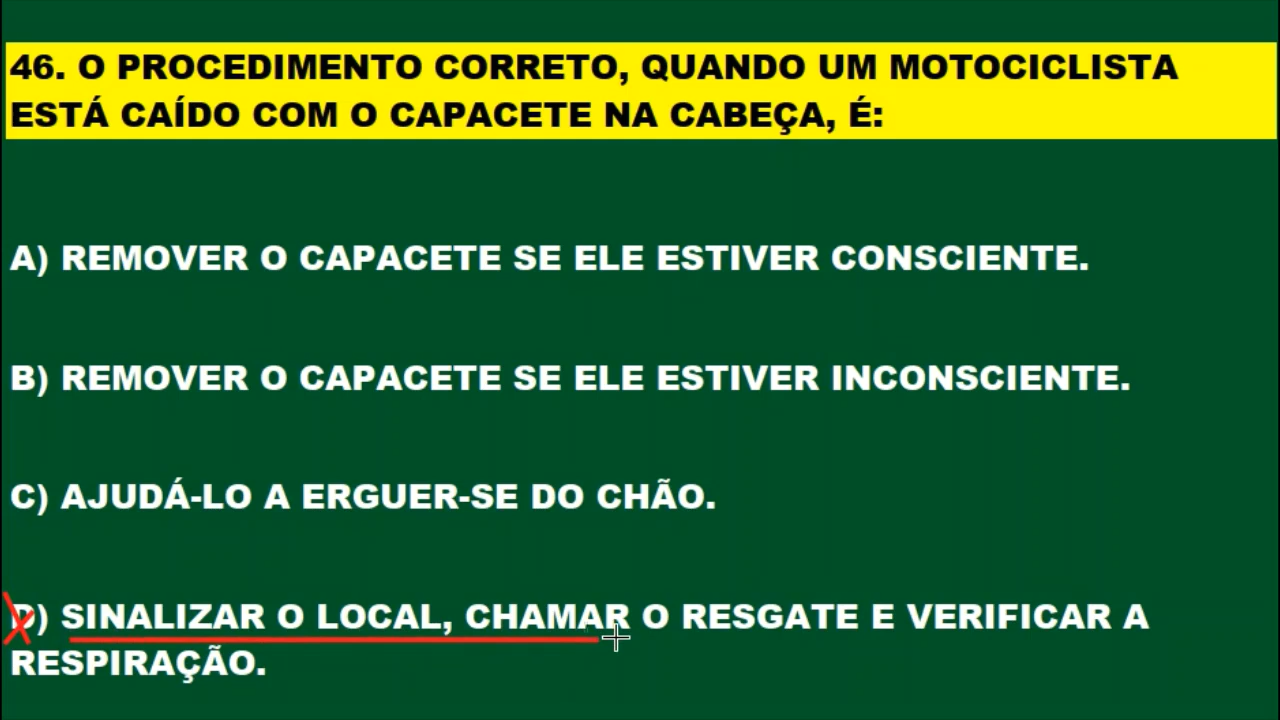 46. O PROCEDIMENTO CORRETO, QUANDO UM MOTOCICLISTA
ESTÁ CAÍDO COM O CAPACETE NA CABEÇA, É:
A) REMOVER O CAPACETE SE ELE ESTIVER CONSCIENTE.
B) REMOVER O CAPACETE SE ELE ESTIVER INCONSCIENTE.
C) AJUDÁ-LO A ERGUER-SE DO CHÃO.
D) SINALIZAR O LOCAL, CHAMAR O RESGATE E VERIFICAR A
RESPIRAÇÃO.